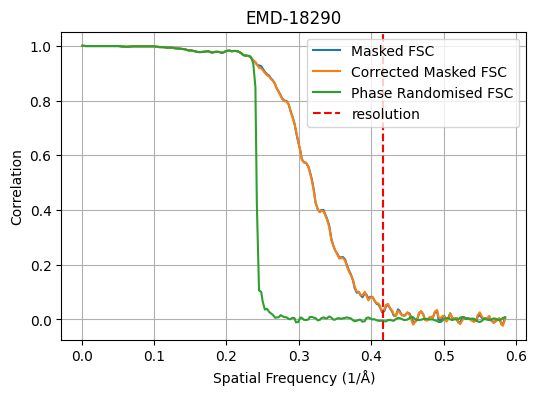 EMD-18290
Masked FSC
Corrected Masked FSC
Phase Randomised FSC
resolution
Correlation
1.0
0.8
0.6
0.4
0.2
0.0
0.0 0.1 0.2 0.3 0.4 0.5 0.6
Spatial Frequency (1/Å)